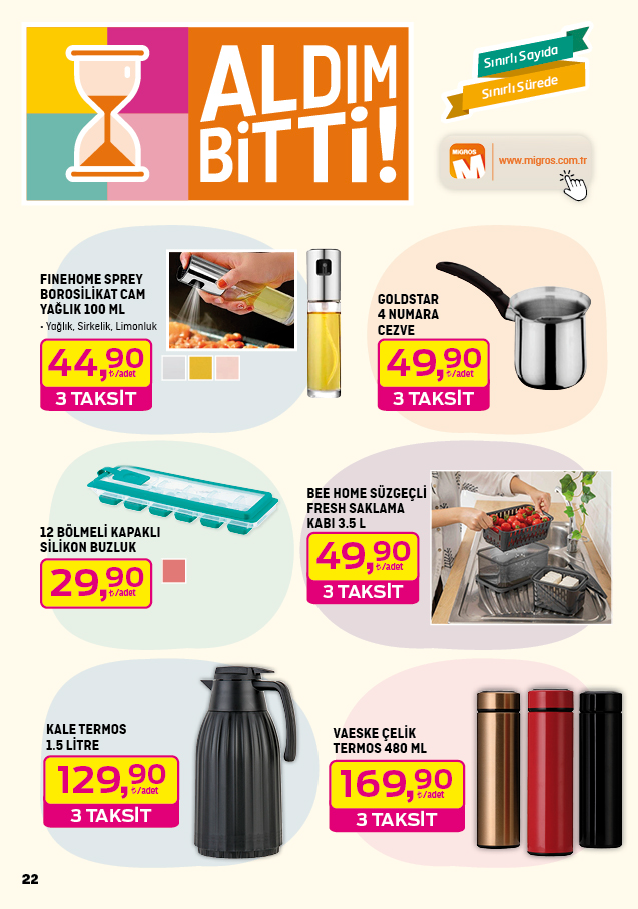 ALDIM
BİTTİ!
Sınırlı Sayıda
Sınırlı Sürede
MIGROS
M
www.migros.com.tr
FINEHOME SPREY
BOROSİLİKAT CAM
YAĞLIK 100 ML
• Yağlık, Sirkelik, Limonluk
44,90
₺/adet
3 TAKSİT
GOLDSTAR
4 NUMARA
CEZVE
49,90
₺/adet
3 TAKSİT
12 BÖLMELİ KAPAKLI
SİLİKON BUZLUK
29,90
₺/adet
BEE HOME SÜZGEÇLİ
FRESH SAKLAMA
KABI 3.5 L
49,90
₺/adet
3 TAKSİT
KALE TERMOS
1.5 LİTRE
129,90
₺/adet
3 TAKSİT
VAESKE ÇELİK
TERMOS 480 ML
169,90
₺/adet
3 TAKSİT
22